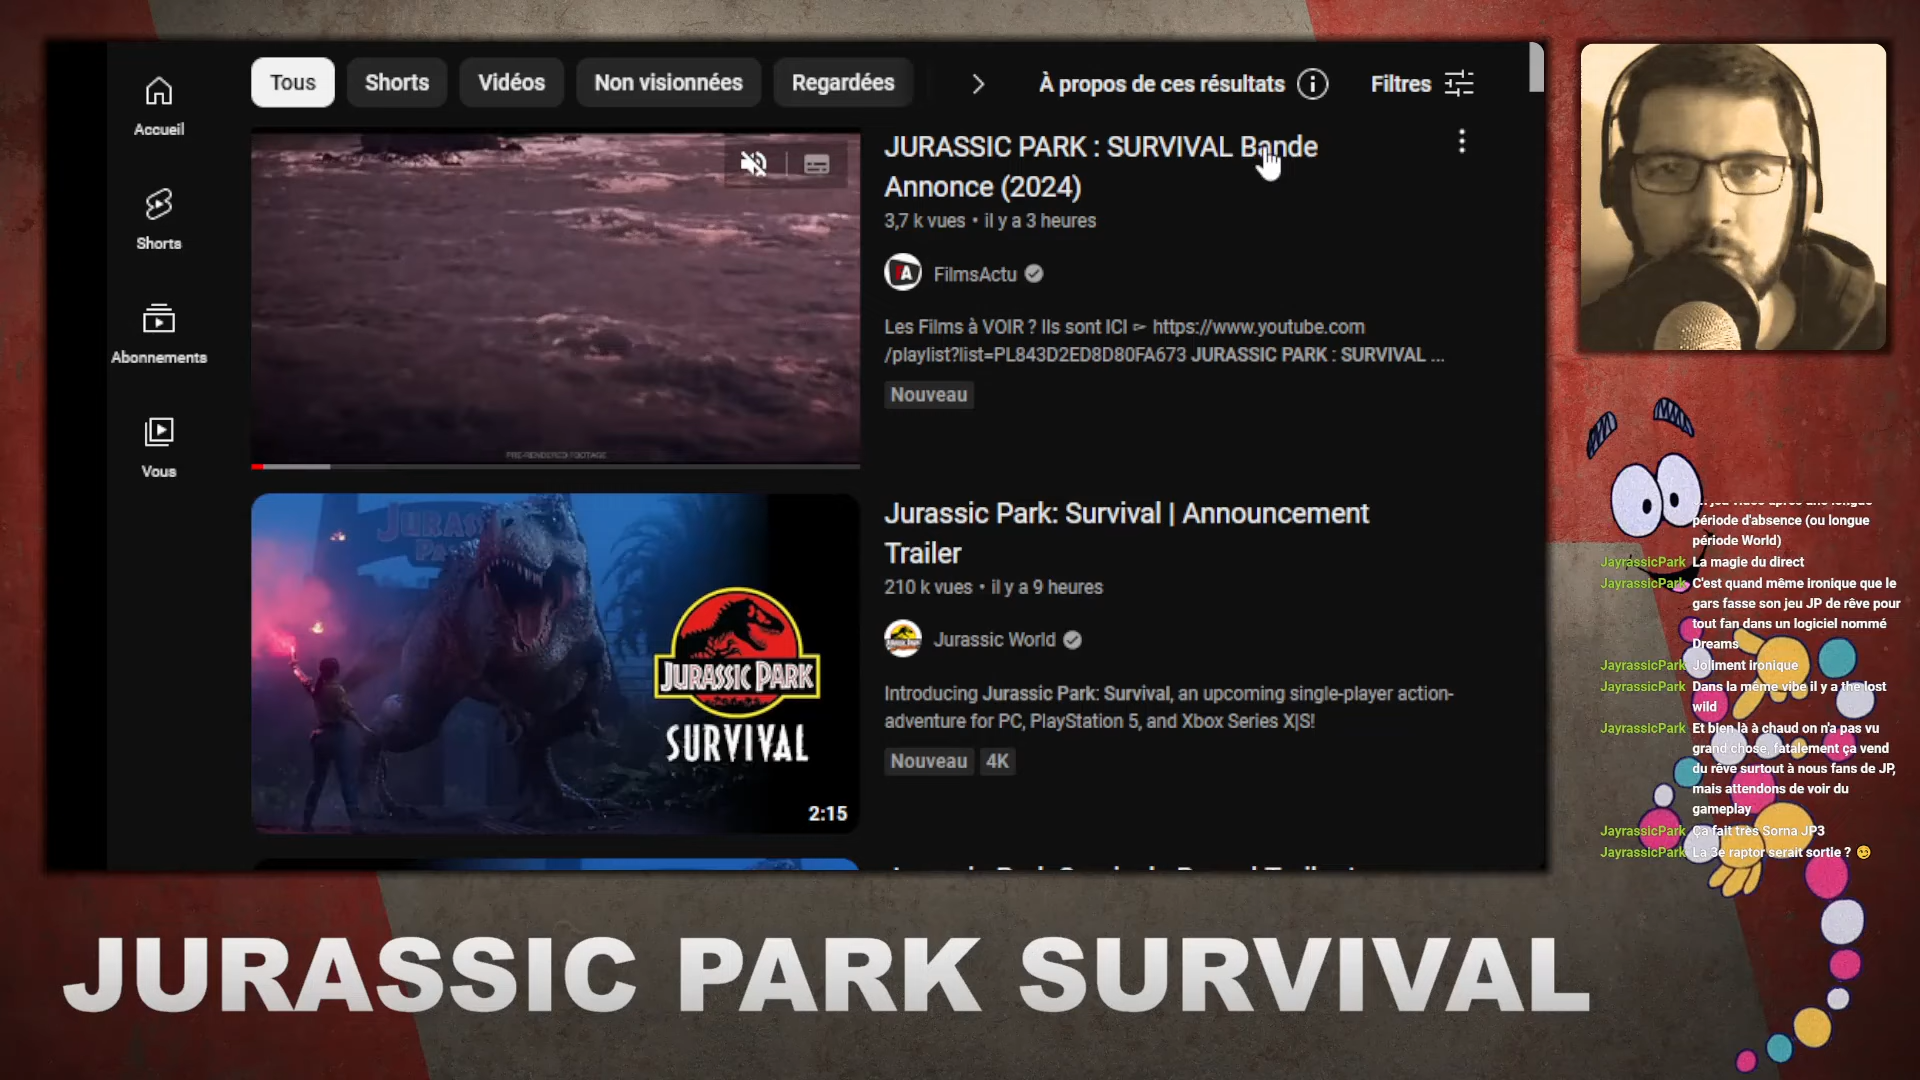 Tous
Shorts
Vidéos
Non visionnées
Regardées
À propos de ces résultats
Filtres
Accueil
Shorts
Abonnements
Vous
JURASSIC PARK : SURVIVAL Bande
Annonce (2024)
3,7 k vues • il y a 3 heures
FilmsActu
Les Films à VOIR ? Ils sont ICI ► https://www.youtube.com
/playlist?list=PL843D2ED8D80FA673 JURASSIC PARK : SURVIVAL ...
Nouveau
PRE-RENDERED FOOTAGE
JURASSIC PARK
SURVIVAL
2:15
Jurassic Park: Survival | Announcement
Trailer
210 k vues • il y a 9 heures
Jurassic World
Introducing Jurassic Park: Survival, an upcoming single-player action-
adventure for PC, PlayStation 5, and Xbox Series X|S!
Nouveau
4K
période d'absence (ou longue
période World)
JayrassicPark La magie du direct
JayrassicPark C'est quand même ironique que le
gars fasse son jeu JP de rêve pour
tout fan dans un logiciel nommé
Dreams
JayrassicPark Joliment ironique
JayrassicPark Dans la même vibe il y a the lost
wild
JayrassicPark Et bien là à chaud on n'a pas vu
grand chose, fatalement ça vend
du rêve surtout à nous fans de JP,
mais attendons de voir du
gameplay
JayrassicPark Ça fait très Sorna JP3
JayrassicPark La 3e raptor serait sortie ? 😏
JURASSIC PARK SURVIVAL